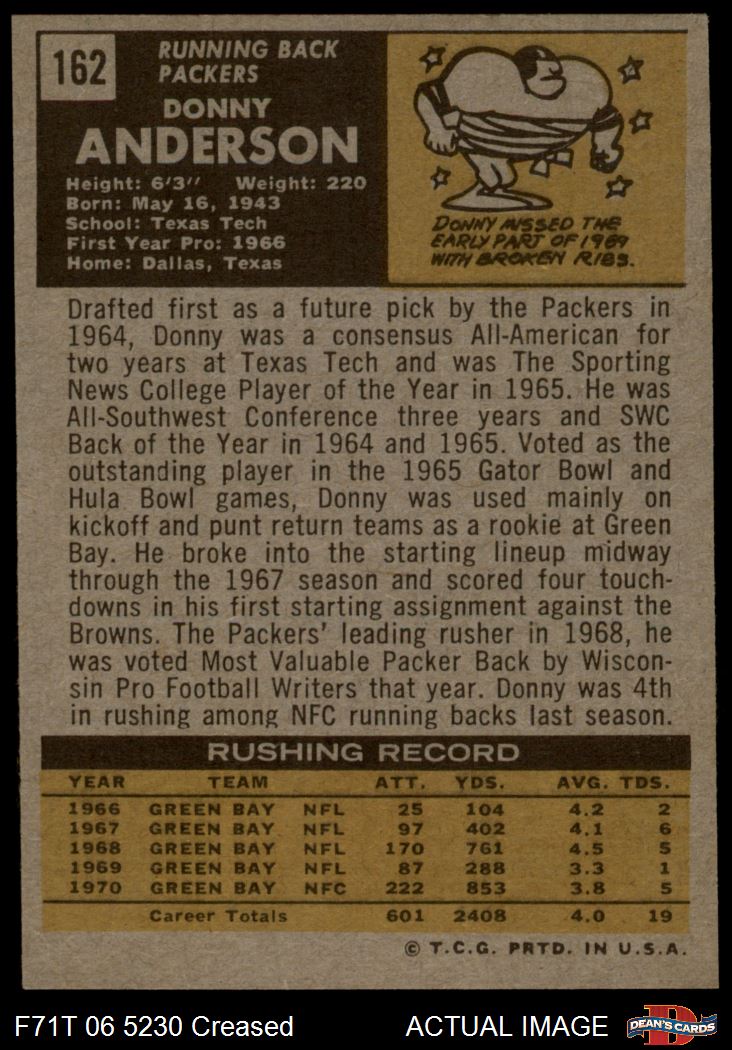 162
RUNNING BACK
PACKERS
DONNY
ANDERSON
Height: 6'3" Weight: 220
Born: May 16, 1943
School: Texas Tech
First Year Pro: 1966
Home: Dallas, Texas
DONNY MISSED THE
EARLY PART OF 1969
WITH BROKEN RIBS.
Drafted first as a future pick by the Packers in
1964, Donny was a consensus All-American for
two years at Texas Tech and was The Sporting
News College Player of the Year in 1965. He was
All-Southwest Conference three years and SWC
Back of the Year in 1964 and 1965. Voted as the
outstanding player in the 1965 Gator Bowl and
Hula Bowl games, Donny was used mainly on
kickoff and punt return teams as a rookie at Green
Bay. He broke into the starting lineup midway
through the 1967 season and scored four touch-
downs in his first starting assignment against the
Browns. The Packers' leading rusher in 1968, he
was voted Most Valuable Packer Back by Wiscon-
sin Pro Football Writers that year. Donny was 4th
in rushing among NFC running backs last season.
RUSHING RECORD
YEAR TEAM ATT. YDS. AVG. TDS.
1966 GREEN BAY NFL 25 104 4.2 2
1967 GREEN BAY NFL 97 402 4.1 6
1968 GREEN BAY NFL 170 761 4.5 5
1969 GREEN BAY NFL 87 288 3.3 1
1970 GREEN BAY NFC 222 853 3.8 5
Career Totals 601 2408 4.0 19
© T.C.G. PRTD. IN U.S.A.
F71T 06 5230 Creased ACTUAL IMAGE D DEAN'S CARDS